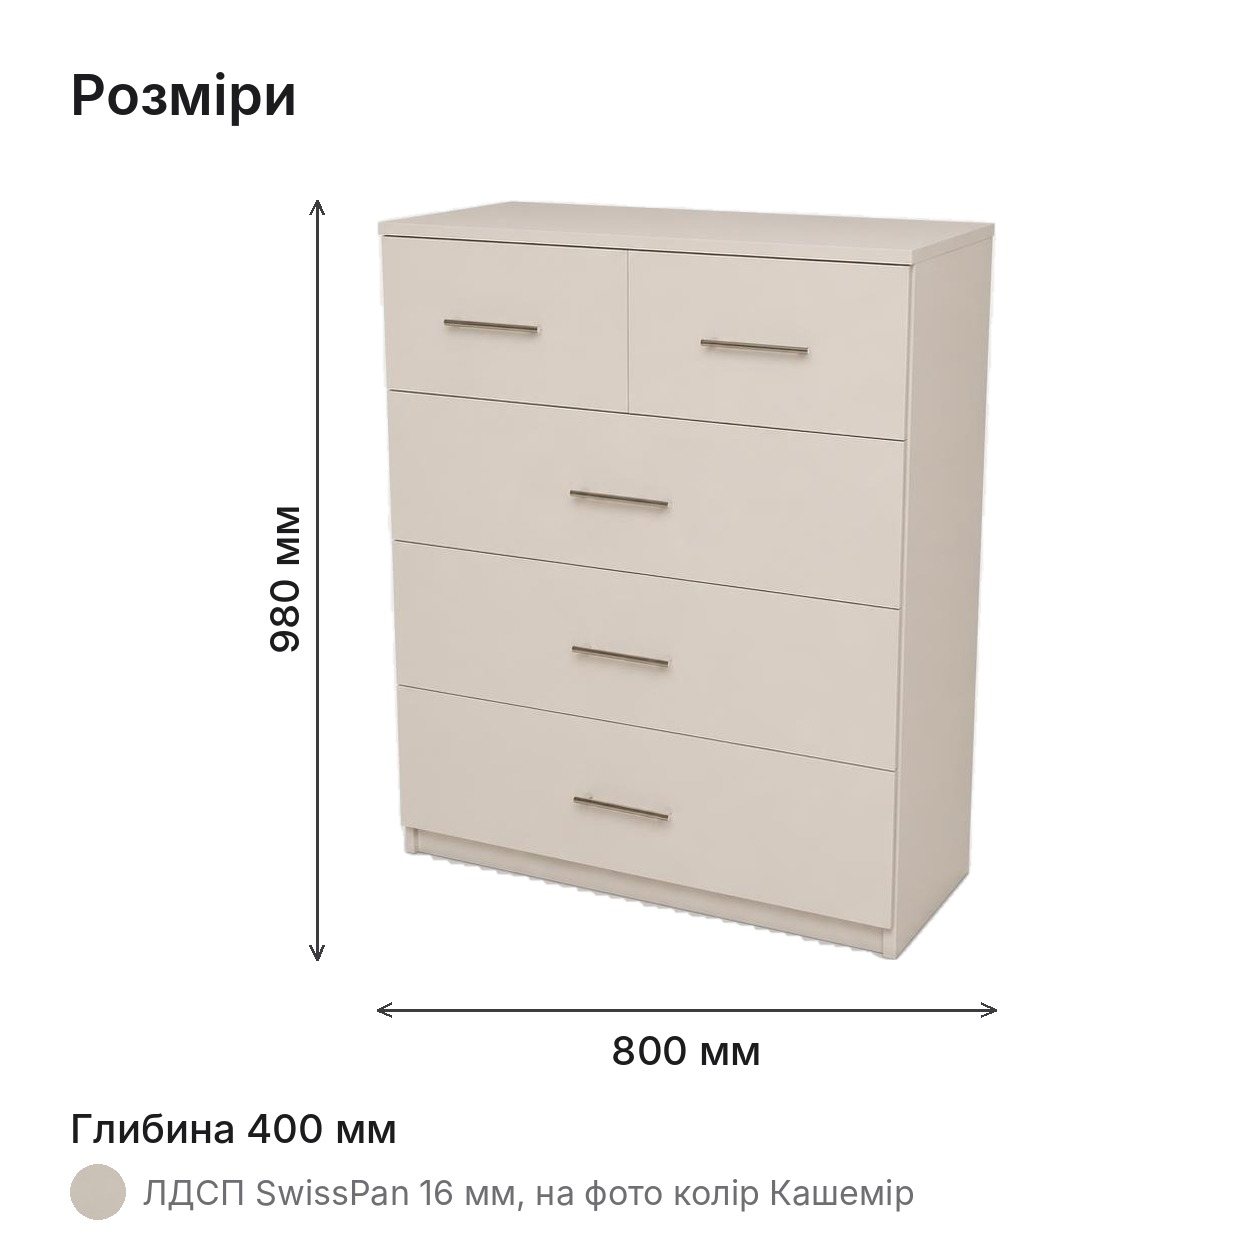 Розміри
980 мм
800 мм
Глибина 400 мм
ЛДСП SwissPan 16 мм, на фото колір Кашемір